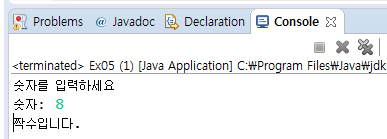 Problems @ Javadoc Declaration Console
<terminated> Ex05 (1) [Java Application] C:₩Program Files₩Java₩jdk
숫자를 입력하세요
숫자: 8
짝수입니다.